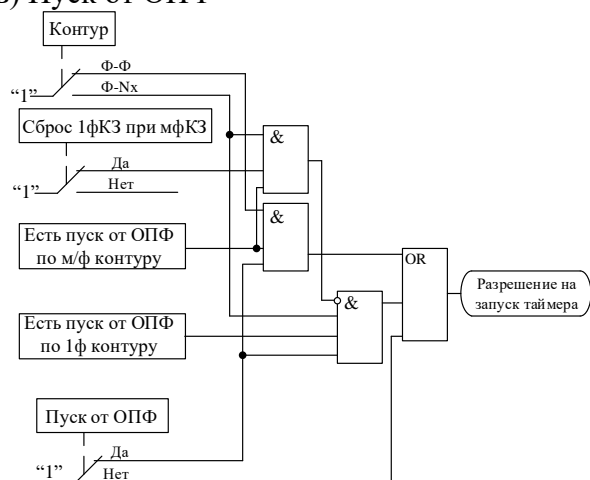 в) Пуск от ОПФ
Контур
Ф-Ф
Ф-Nх
“1”
Сброс 1фКЗ при мфКЗ
&
Да
“1”
Нет
&
Есть пуск от ОПФ
по м/ф контуру
OR
Разрешение на
запуск таймера
&
Есть пуск от ОПФ
по 1ф контуру
Пуск от ОПФ
Да
“1”
Нет